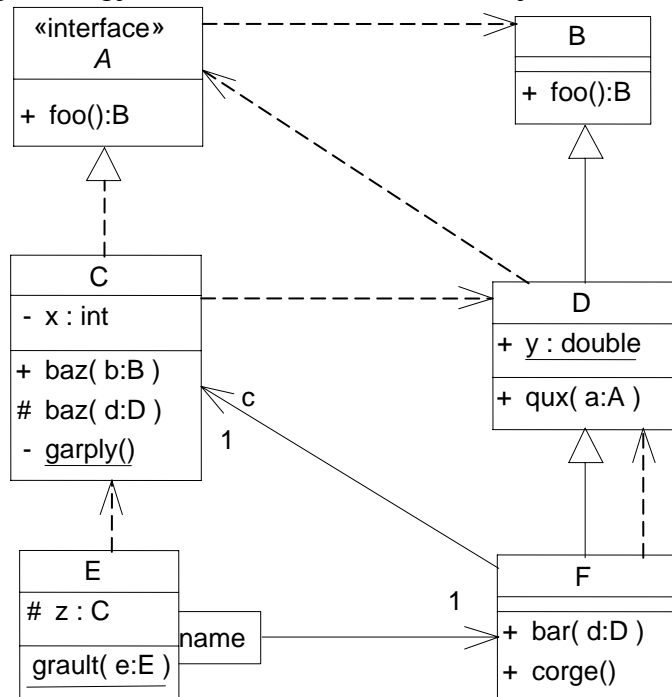 «interface»
A
+ foo():B
B
+ foo():B
C
- x : int
+ baz( b:B )
# baz( d:D )
- garply()
D
+ y : double
+ qux( a:A )
c
1
E
# z : C
grault( e:E )
name
1
F
+ bar( d:D )
+ corge()